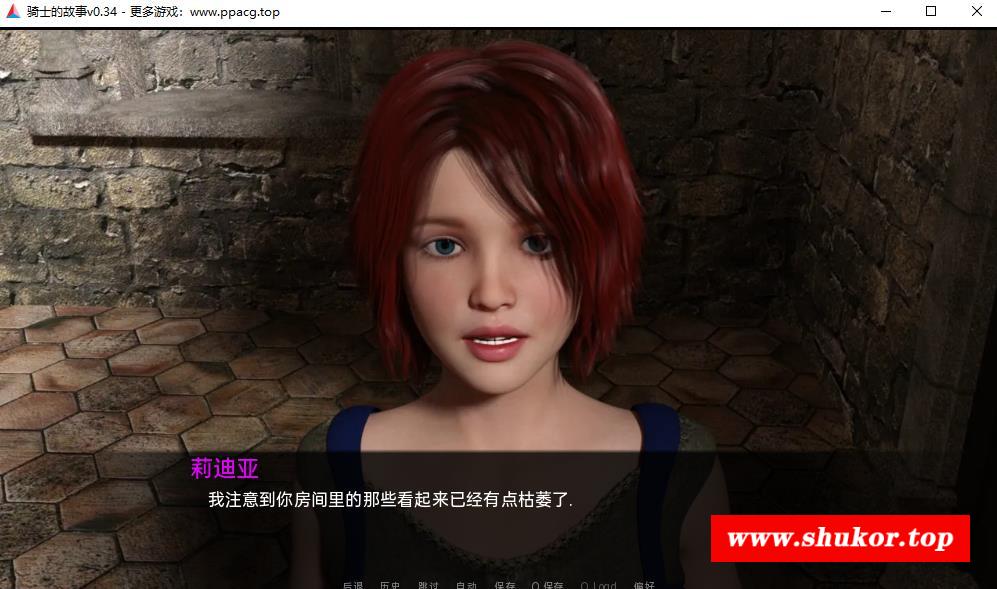 骑士的故事v0.34 - 更多游戏：www.ppacg.top
莉迪亚
我注意到你房间里的那些看起来已经有点枯萎了.
www.shukor.top
后退 历史 跳过 自动 保存 Q.保存 Q.Load 偏好